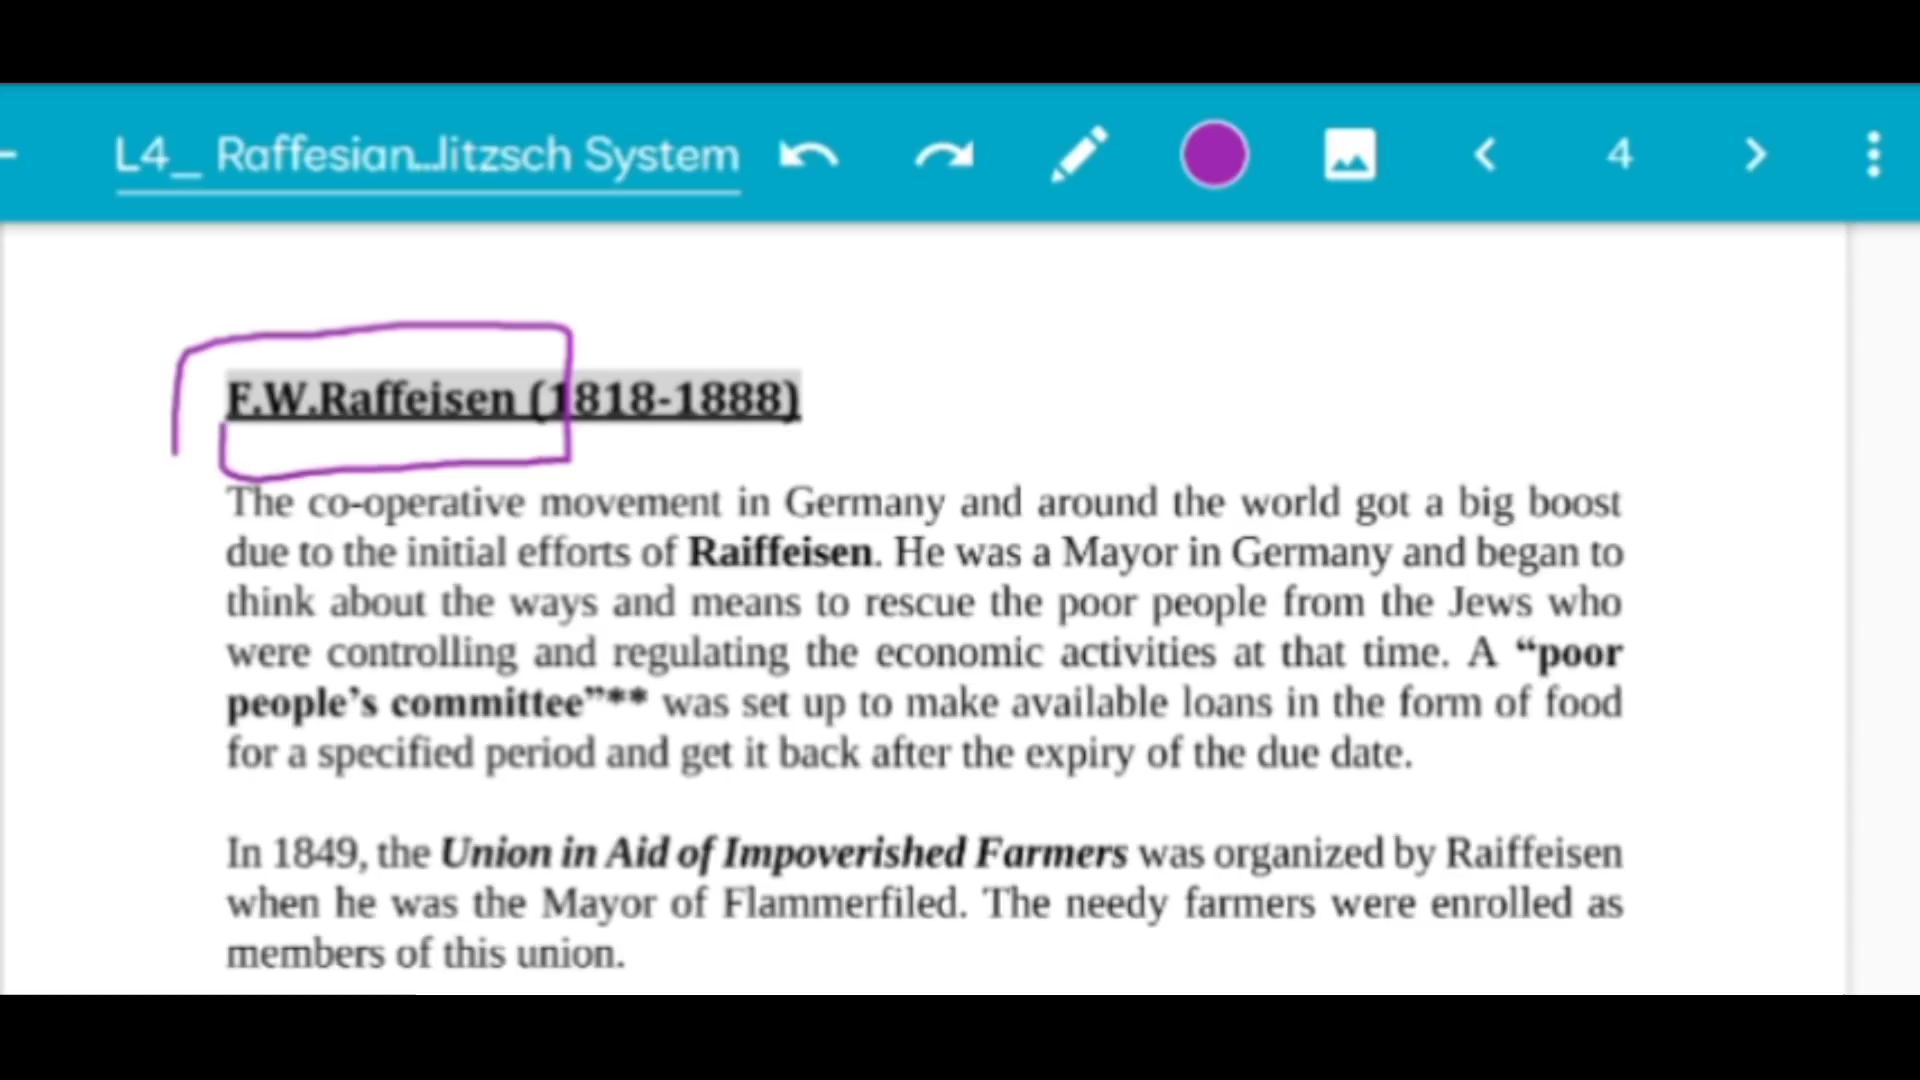 L4_ Raffesian...litzsch System
4
F.W.Raffeisen (1818-1888)
The co-operative movement in Germany and around the world got a big boost
due to the initial efforts of Raiffeisen. He was a Mayor in Germany and began to
think about the ways and means to rescue the poor people from the Jews who
were controlling and regulating the economic activities at that time. A “poor
people’s committee”** was set up to make available loans in the form of food
for a specified period and get it back after the expiry of the due date.
In 1849, the Union in Aid of Impoverished Farmers was organized by Raiffeisen
when he was the Mayor of Flammerfiled. The needy farmers were enrolled as
members of this union.